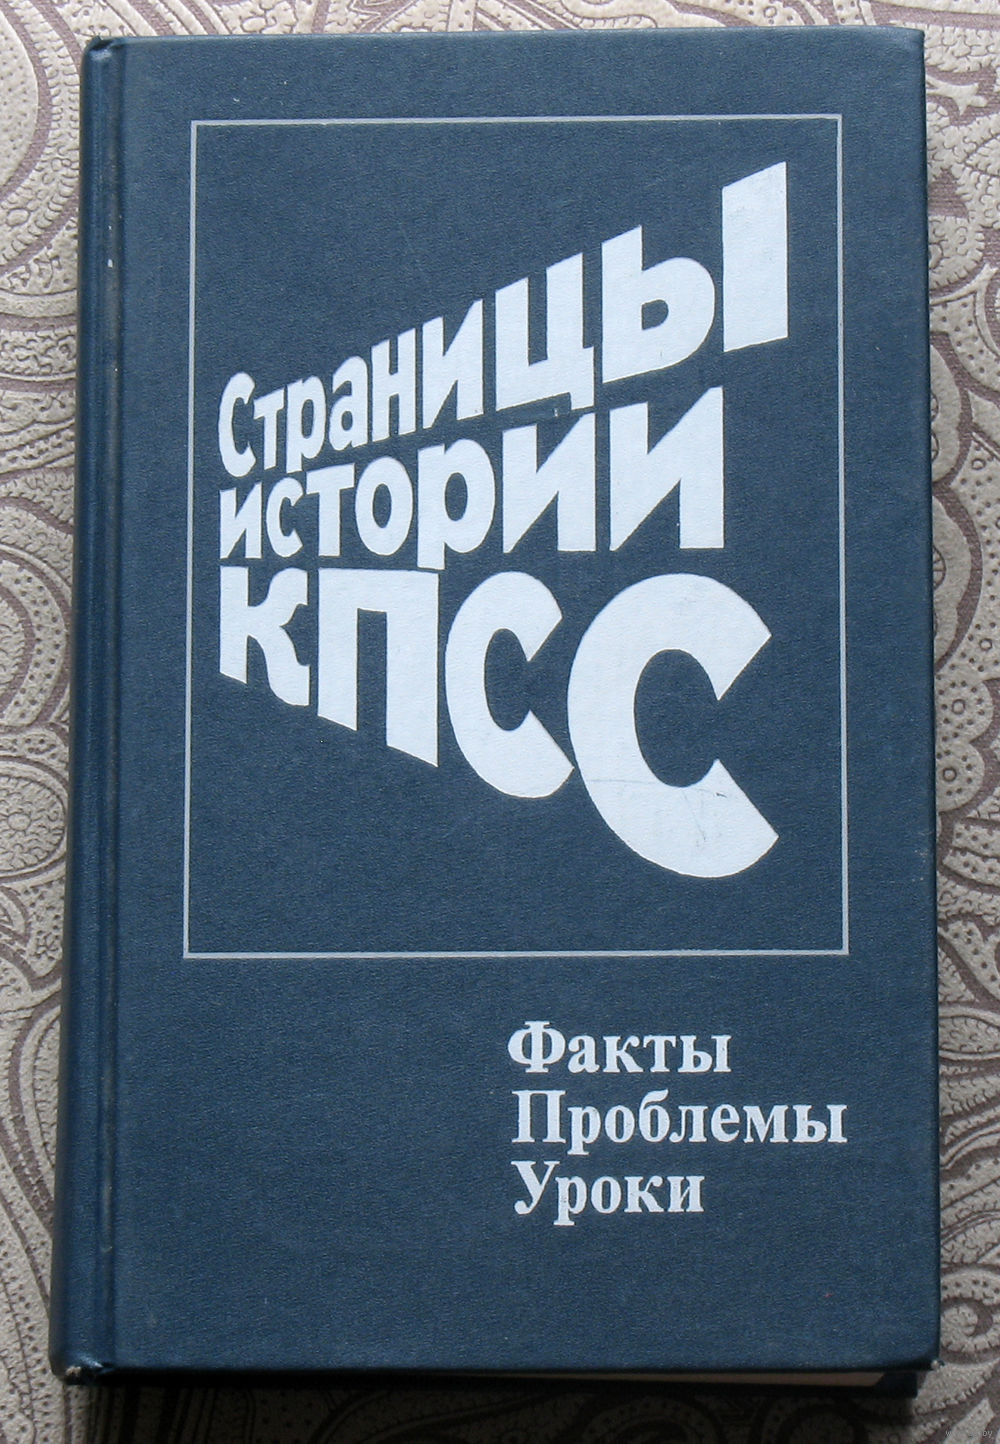 Страницы
истории
КПСС
Факты
Проблемы
Уроки